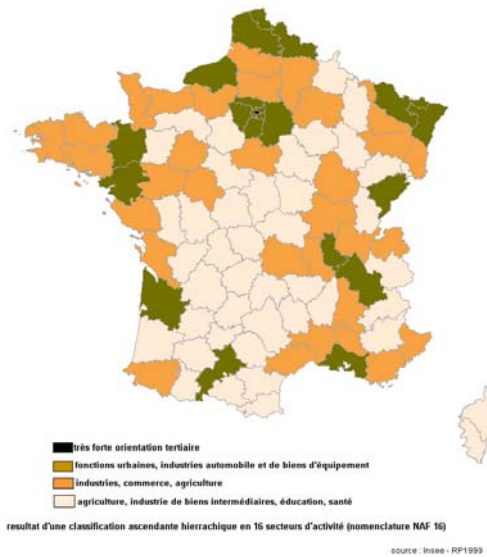 très forte orientation tertiaire
fonctions urbaines, industries automobile et de biens d'équipement
industries, commerce, agriculture
agriculture, industrie de biens intermédiaires, éducation, santé
resultat d'une classification ascendante hierrachique en 16 secteurs d'activité (nomenclature NAF 16)
source : Insee - RP1999